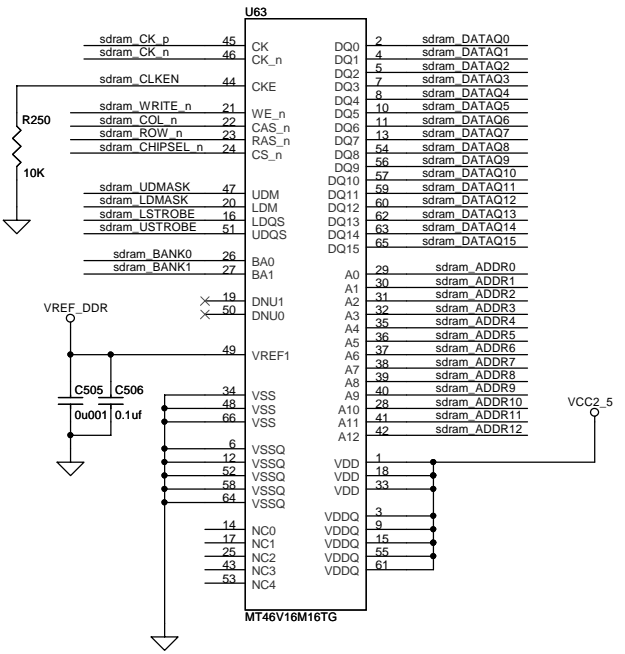 U63
sdram_CK_p 45 CK
sdram_CK_n 46 CK_n
sdram_CLKEN 44 CKE
sdram_WRITE_n 21 WE_n
sdram_COL_n 22 CAS_n
sdram_ROW_n 23 RAS_n
sdram_CHIPSEL_n 24 CS_n
R250
10K
sdram_UDMASK 47 UDM
sdram_LDMASK 20 LDM
sdram_LSTROBE 16 LDQS
sdram_USTROBE 51 UDQS
sdram_BANK0 26 BA0
sdram_BANK1 27 BA1
19 DNU1
50 DNU0
VREF_DDR
49 VREF1
C505 C506
0u001 0.1uf
34 VSS
48 VSS
66 VSS
6 VSSQ
12 VSSQ
52 VSSQ
58 VSSQ
64 VSSQ
14 NC0
17 NC1
25 NC2
43 NC3
53 NC4
DQ0 2 sdram_DATAQ0
DQ1 4 sdram_DATAQ1
DQ2 5 sdram_DATAQ2
DQ3 7 sdram_DATAQ3
DQ4 8 sdram_DATAQ4
DQ5 10 sdram_DATAQ5
DQ6 11 sdram_DATAQ6
DQ7 13 sdram_DATAQ7
DQ8 54 sdram_DATAQ8
DQ9 56 sdram_DATAQ9
DQ10 57 sdram_DATAQ10
DQ11 59 sdram_DATAQ11
DQ12 60 sdram_DATAQ12
DQ13 62 sdram_DATAQ13
DQ14 63 sdram_DATAQ14
DQ15 65 sdram_DATAQ15
A0 29 sdram_ADDR0
A1 30 sdram_ADDR1
A2 31 sdram_ADDR2
A3 32 sdram_ADDR3
A4 35 sdram_ADDR4
A5 36 sdram_ADDR5
A6 37 sdram_ADDR6
A7 38 sdram_ADDR7
A8 39 sdram_ADDR8
A9 40 sdram_ADDR9
A10 28 sdram_ADDR10
A11 41 sdram_ADDR11
A12 42 sdram_ADDR12
VCC2_5
VDD 1
VDD 18
VDD 33
VDDQ 3
VDDQ 9
VDDQ 15
VDDQ 55
VDDQ 61
MT46V16M16TG